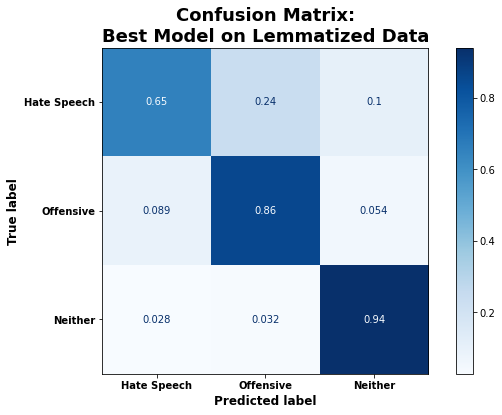 Confusion Matrix:
Best Model on Lemmatized Data
Hate Speech
0.65
0.24
0.1
0.8
0.6
True label
Offensive
0.089
0.86
0.054
0.4
Neither
0.028
0.032
0.94
0.2
Hate Speech
Offensive
Neither
Predicted label